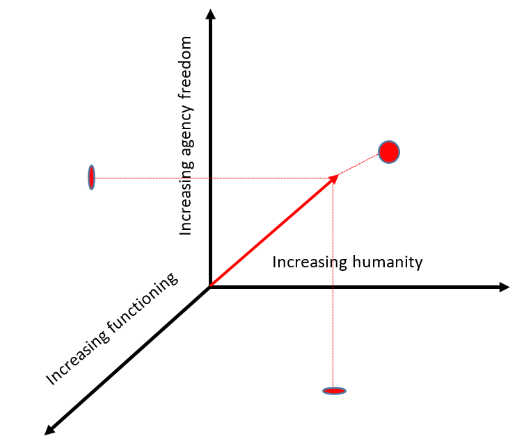 Increasing agency freedom
Increasing humanity
Increasing functioning